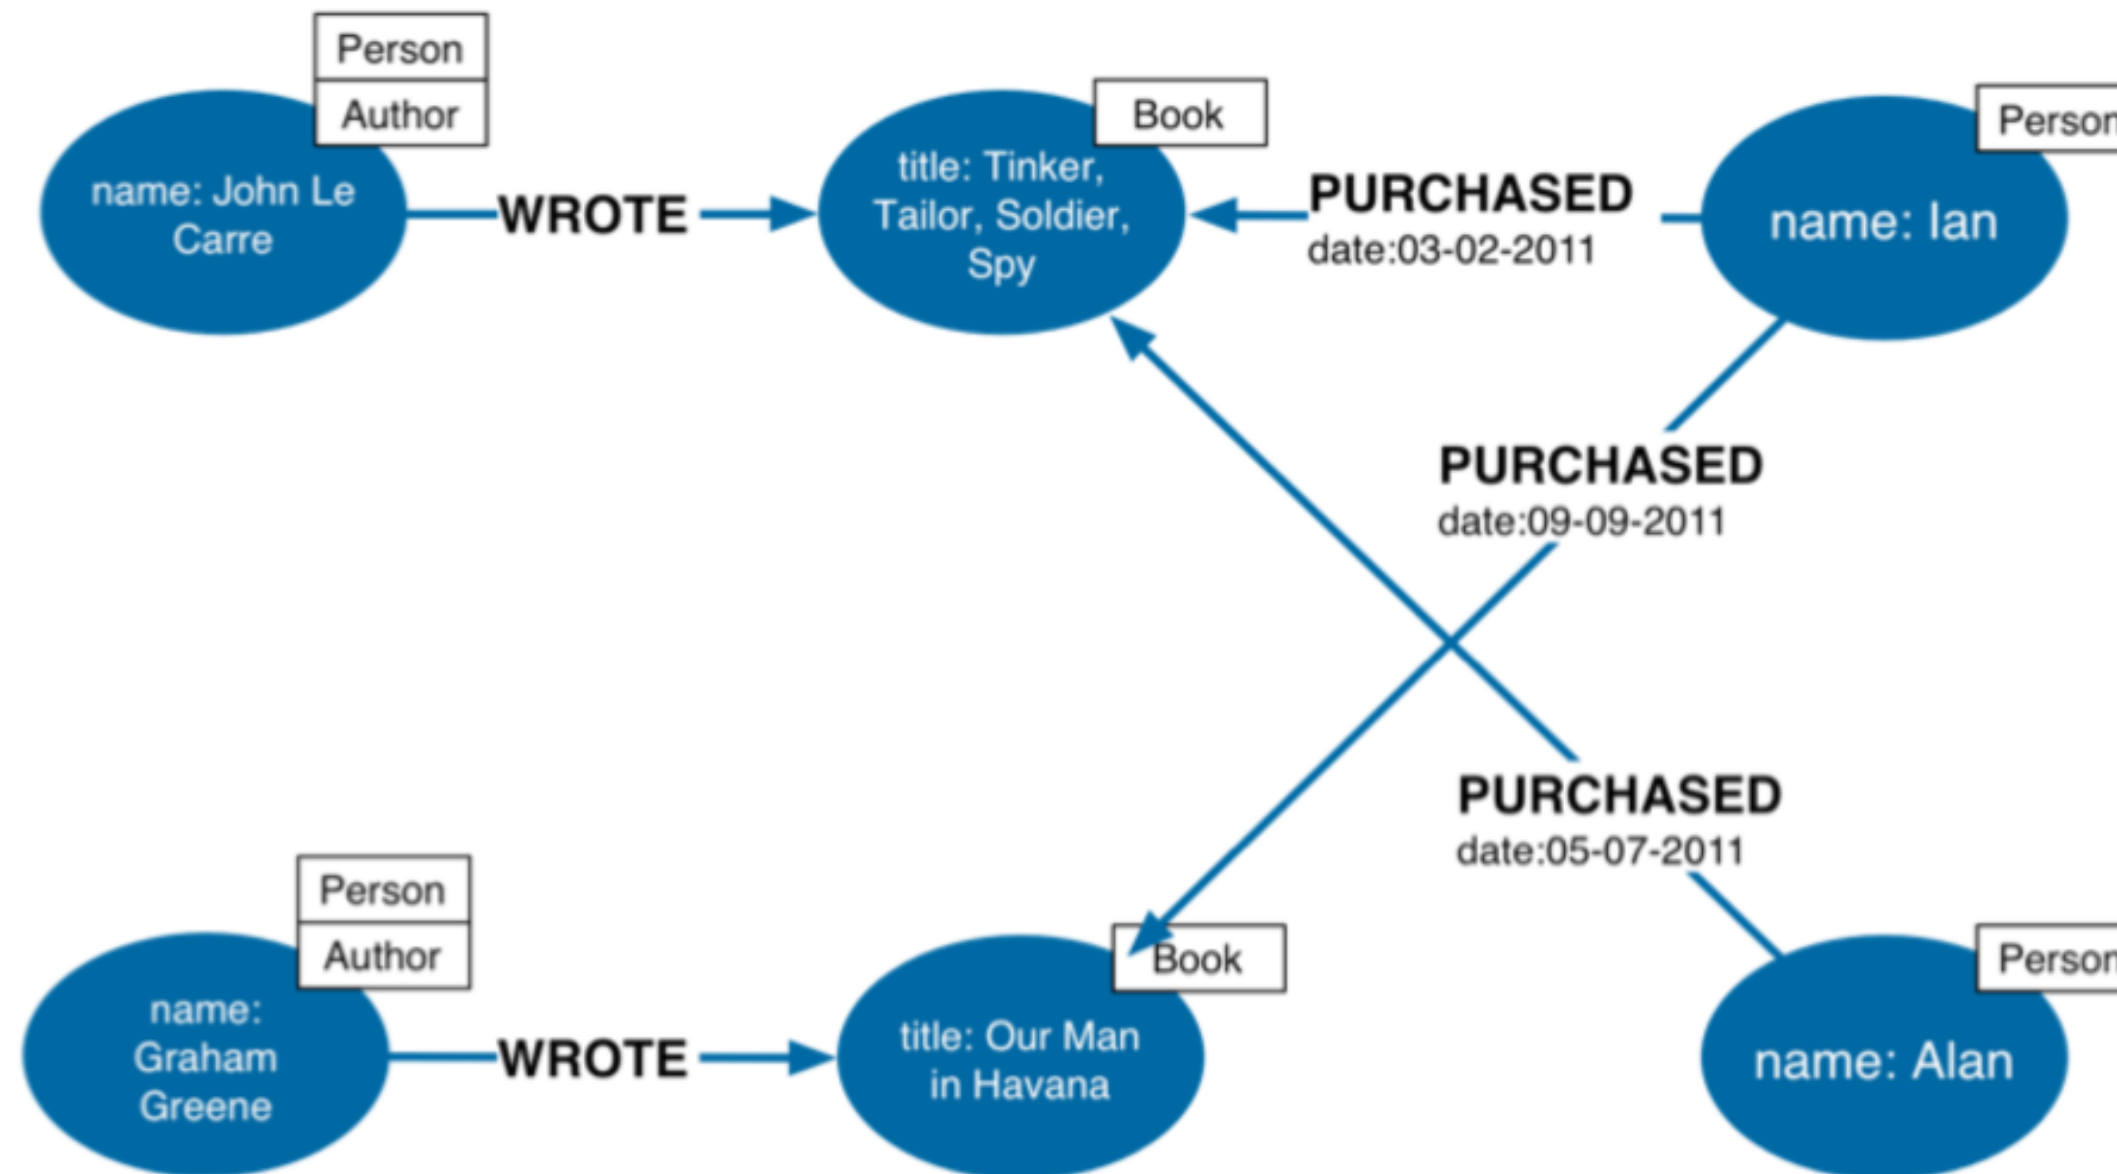 Person
Author
name: John Le
Carre
WROTE
Book
title: Tinker,
Tailor, Soldier,
Spy
PURCHASED
date:03-02-2011
Person
name: Ian
PURCHASED
date:09-09-2011
PURCHASED
date:05-07-2011
Person
Author
name:
Graham
Greene
WROTE
Book
title: Our Man
in Havana
Person
name: Alan